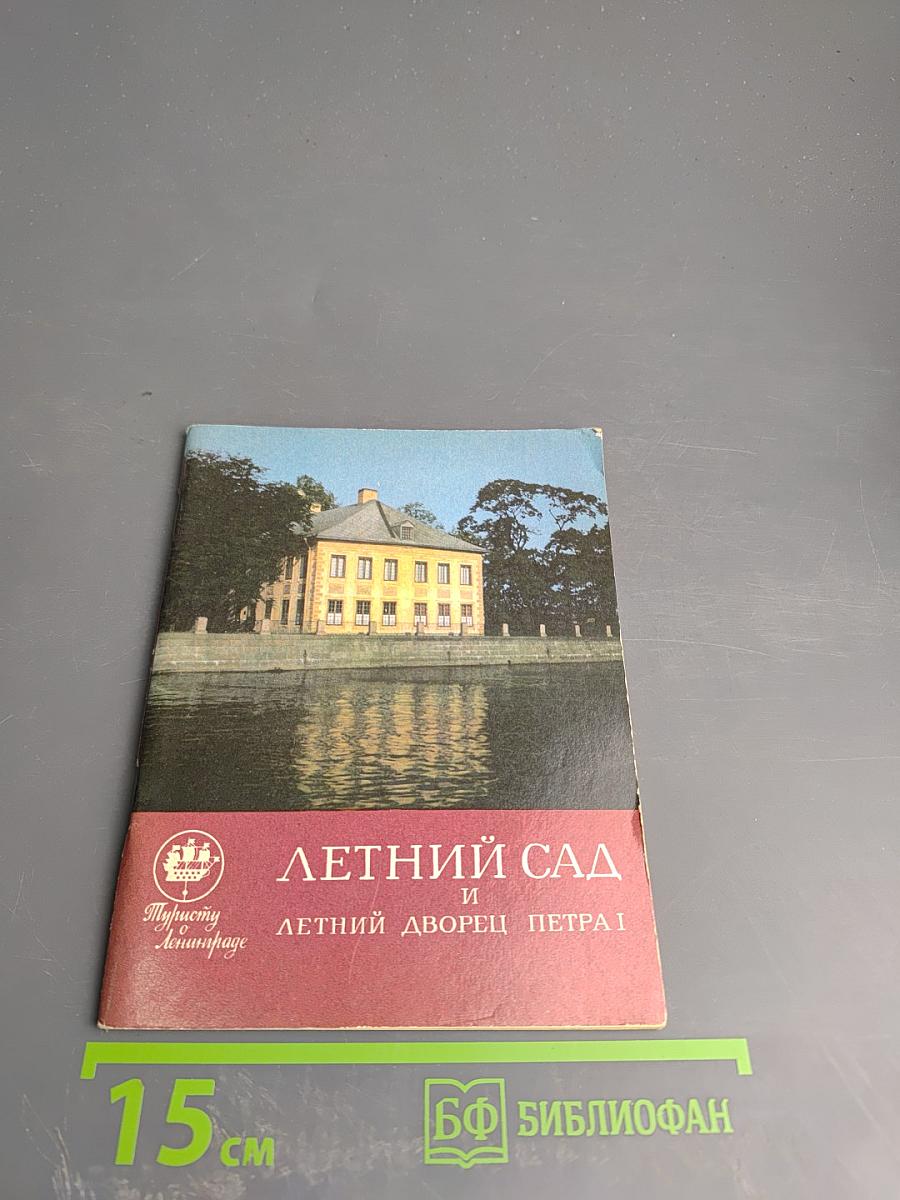 ЛЕТНИЙ САД
И
ЛЕТНИЙ ДВОРЕЦ ПЕТРА I
Туристу
о
Ленинграде
15 см
БФ БИБЛИОФАН